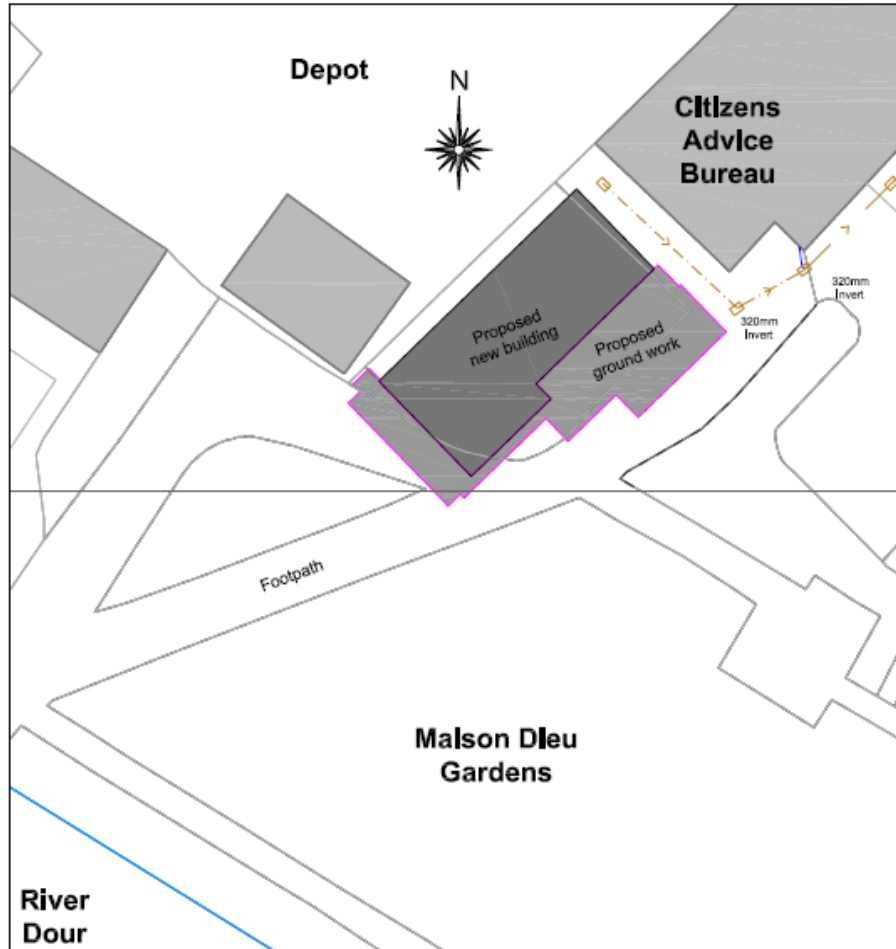 Depot
N
Citizens
Advice
Bureau
320mm
Invert
320mm
Invert
Proposed
new building
Proposed
ground work
Footpath
Maison Dieu
Gardens
River
Dour